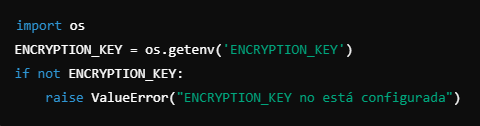 import os
ENCRYPTION_KEY = os.getenv('ENCRYPTION_KEY')
if not ENCRYPTION_KEY:
    raise ValueError("ENCRYPTION_KEY no está configurada")